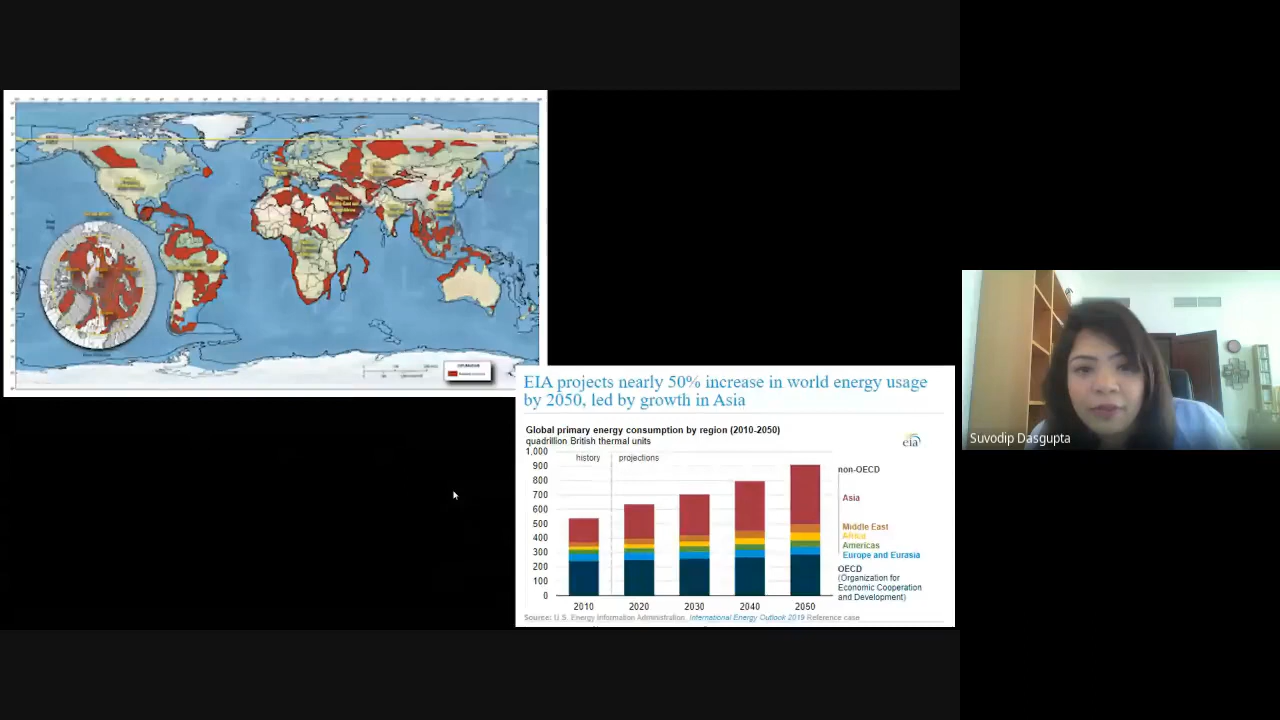 EIA projects nearly 50% increase in world energy usage
by 2050, led by growth in Asia
Global primary energy consumption by region (2010-2050)
quadrillion British thermal units
eia
1,000
900
800
700
600
500
400
300
200
100
0
history
projections
2010
2020
2030
2040
2050
non-OECD
Asia
Middle East
Africa
Americas
Europe and Eurasia
OECD
(Organization for
Economic Cooperation
and Development)
Source: U.S. Energy Information Administration, International Energy Outlook 2019 Reference case
Suvodip Dasgupta